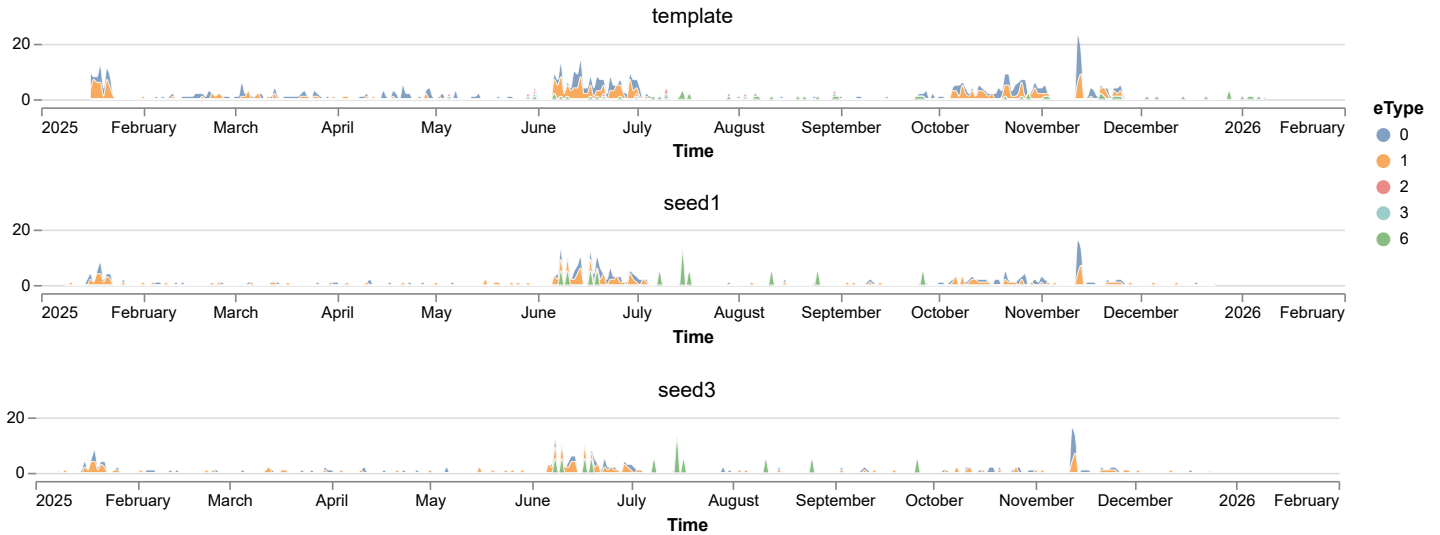 template
20
0
2025 February March April May June July August September October November December 2026 February
Time
eType
0
1
2
3
6
seed1
20
0
2025 February March April May June July August September October November December 2026 February
Time
seed3
20
0
2025 February March April May June July August September October November December 2026 February
Time